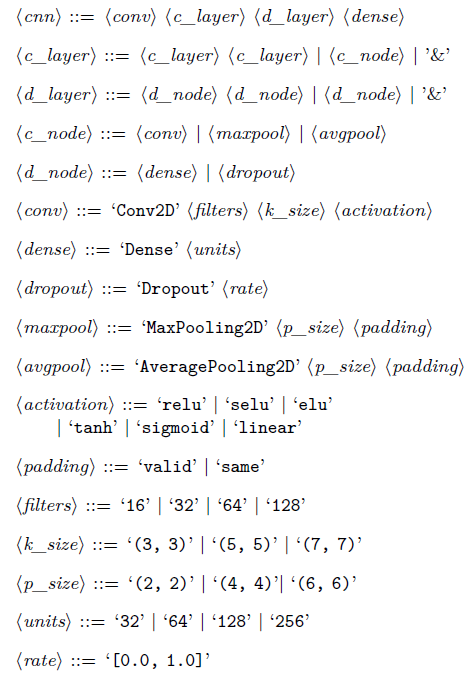 ⟨cnn⟩ ::= ⟨conv⟩ ⟨c_layer⟩ ⟨d_layer⟩ ⟨dense⟩
⟨c_layer⟩ ::= ⟨c_layer⟩ ⟨c_layer⟩ | ⟨c_node⟩ | ’&’
⟨d_layer⟩ ::= ⟨d_node⟩ ⟨d_node⟩ | ⟨d_node⟩ | ’&’
⟨c_node⟩ ::= ⟨conv⟩ | ⟨maxpool⟩ | ⟨avgpool⟩
⟨d_node⟩ ::= ⟨dense⟩ | ⟨dropout⟩
⟨conv⟩ ::= ‘Conv2D’ ⟨filters⟩ ⟨k_size⟩ ⟨activation⟩
⟨dense⟩ ::= ‘Dense’ ⟨units⟩
⟨dropout⟩ ::= ‘Dropout’ ⟨rate⟩
⟨maxpool⟩ ::= ‘MaxPooling2D’ ⟨p_size⟩ ⟨padding⟩
⟨avgpool⟩ ::= ‘AveragePooling2D’ ⟨p_size⟩ ⟨padding⟩
⟨activation⟩ ::= ‘relu’ | ‘selu’ | ‘elu’
| ‘tanh’ | ‘sigmoid’ | ‘linear’
⟨padding⟩ ::= ‘valid’ | ‘same’
⟨filters⟩ ::= ‘16’ | ‘32’ | ‘64’ | ‘128’
⟨k_size⟩ ::= ‘(3, 3)’ | ‘(5, 5)’ | ‘(7, 7)’
⟨p_size⟩ ::= ‘(2, 2)’ | ‘(4, 4)’| ‘(6, 6)’
⟨units⟩ ::= ‘32’ | ‘64’ | ‘128’ | ‘256’
⟨rate⟩ ::= ‘[0.0, 1.0]’